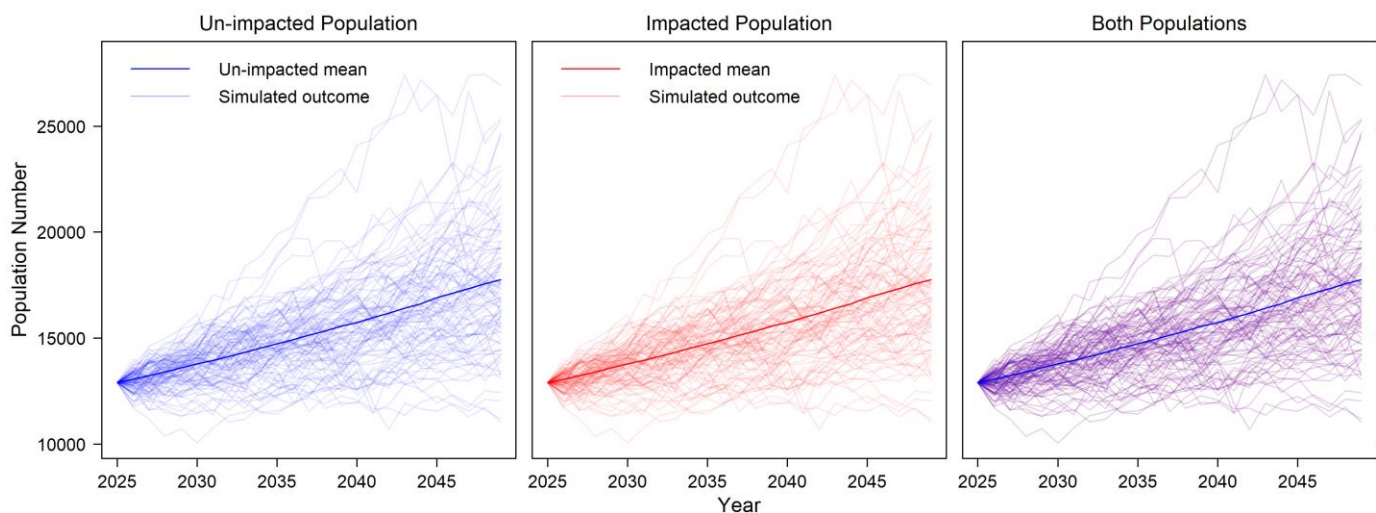 Un-impacted Population
Impacted Population
Both Populations
Un-impacted mean
Simulated outcome
Impacted mean
Simulated outcome
Population Number
25000
20000
15000
10000
2025 2030 2035 2040 2045
2025 2030 2035 2040 2045
2025 2030 2035 2040 2045
Year